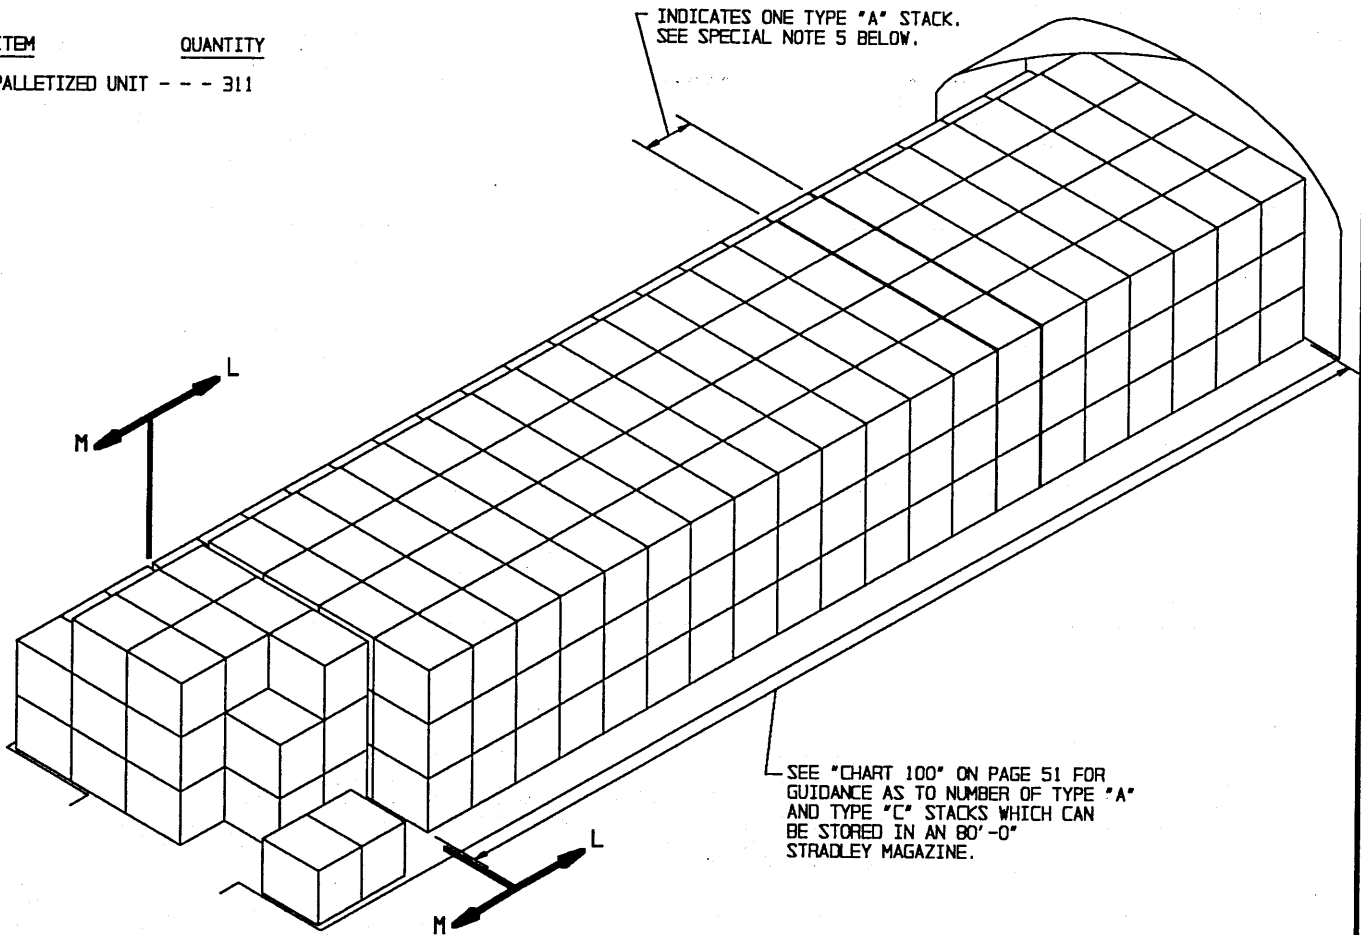 ITEM QUANTITY
PALLETIZED UNIT - - - 311
INDICATES ONE TYPE "A" STACK.
SEE SPECIAL NOTE 5 BELOW.
L
M
SEE "CHART 100" ON PAGE 51 FOR
GUIDANCE AS TO NUMBER OF TYPE "A"
AND TYPE "C" STACKS WHICH CAN
BE STORED IN AN 80'-0"
STRADLEY MAGAZINE.
L
M